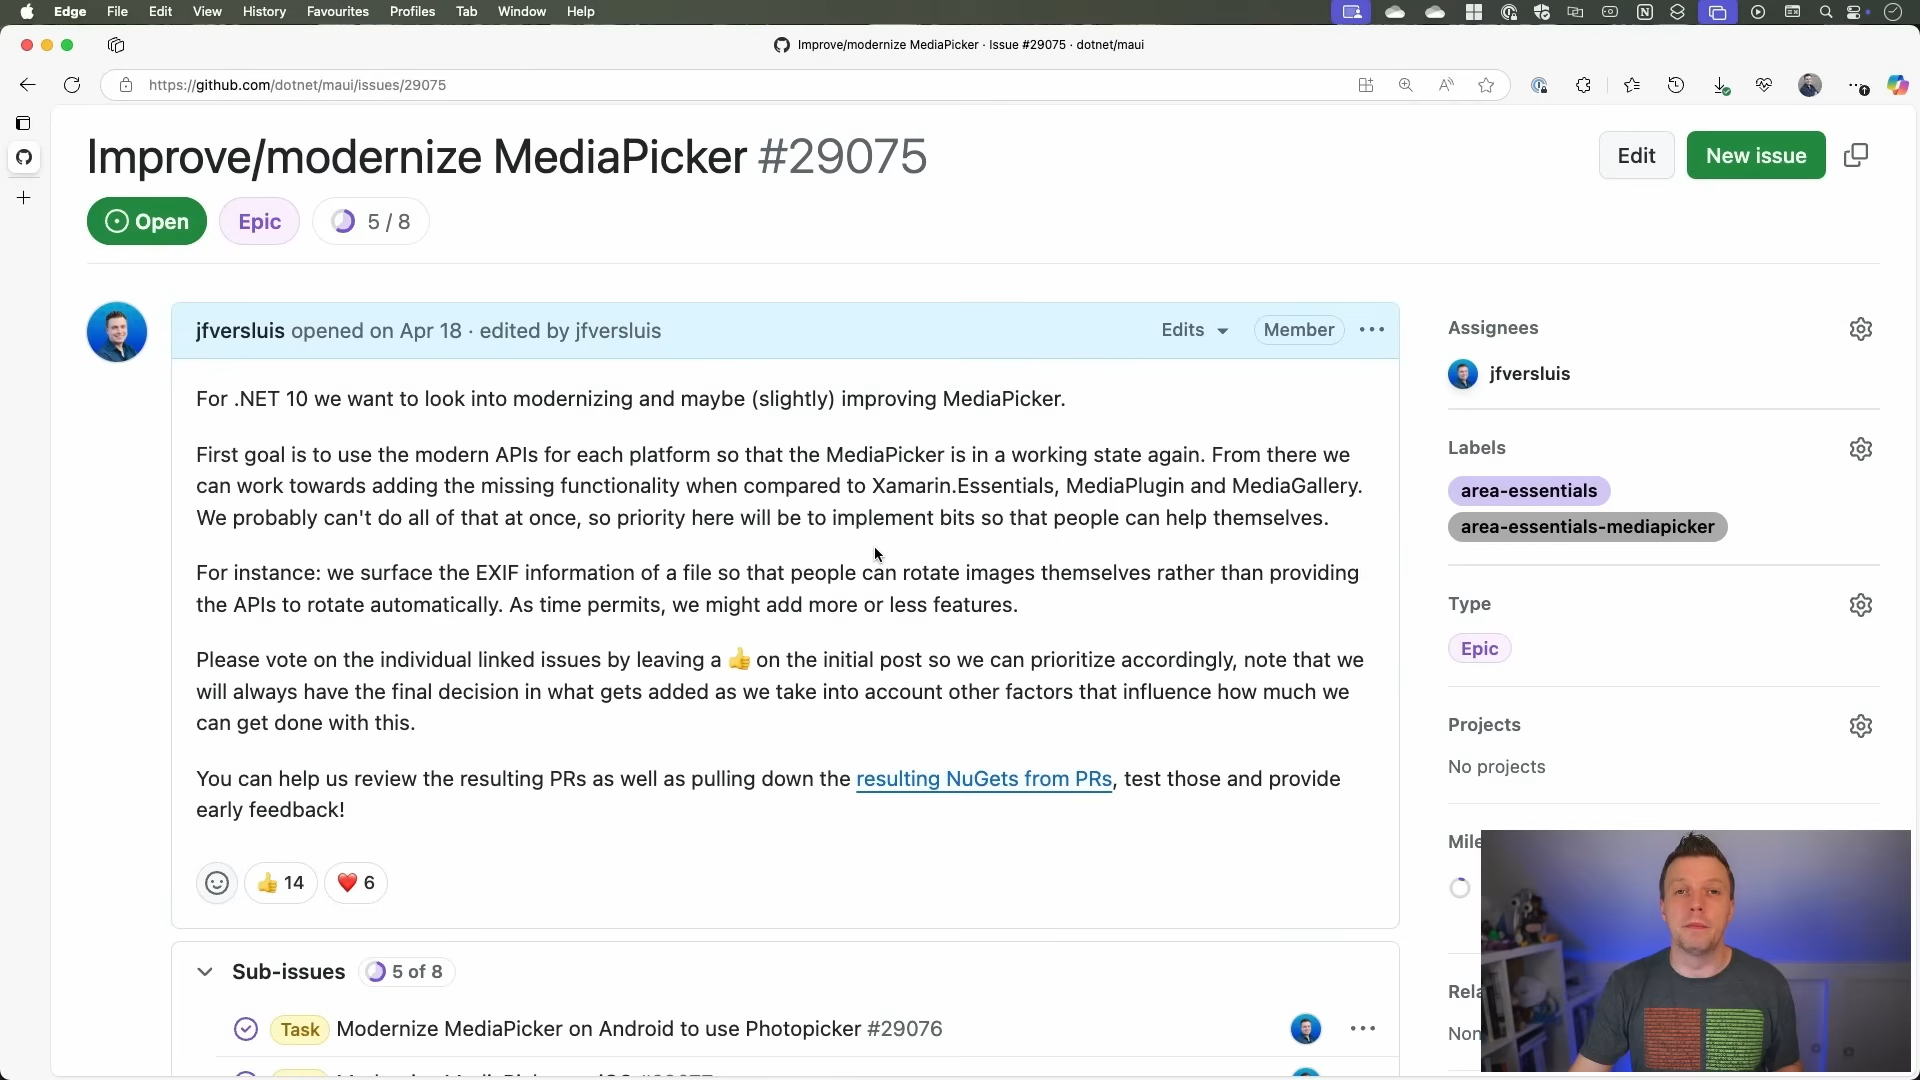 Edge File Edit View History Favourites Profiles Tab Window Help
Improve/modernize MediaPicker · Issue #29075 · dotnet/maui
https://github.com/dotnet/maui/issues/29075
Improve/modernize MediaPicker #29075
Edit
New issue
Open
Epic
5 / 8
jfversluis opened on Apr 18 · edited by jfversluis
Edits
Member
For .NET 10 we want to look into modernizing and maybe (slightly) improving MediaPicker.
First goal is to use the modern APIs for each platform so that the MediaPicker is in a working state again. From there we
can work towards adding the missing functionality when compared to Xamarin.Essentials, MediaPlugin and MediaGallery.
We probably can't do all of that at once, so priority here will be to implement bits so that people can help themselves.
For instance: we surface the EXIF information of a file so that people can rotate images themselves rather than providing
the APIs to rotate automatically. As time permits, we might add more or less features.
Please vote on the individual linked issues by leaving a 👍 on the initial post so we can prioritize accordingly, note that we
will always have the final decision in what gets added as we take into account other factors that influence how much we
can get done with this.
You can help us review the resulting PRs as well as pulling down the resulting NuGets from PRs, test those and provide
early feedback!
👍 14
❤️ 6
Sub-issues
5 of 8
Task
Modernize MediaPicker on Android to use Photopicker #29076
Assignees
jfversluis
Labels
area-essentials
area-essentials-mediapicker
Type
Epic
Projects
No projects
Mile
Rela
Non